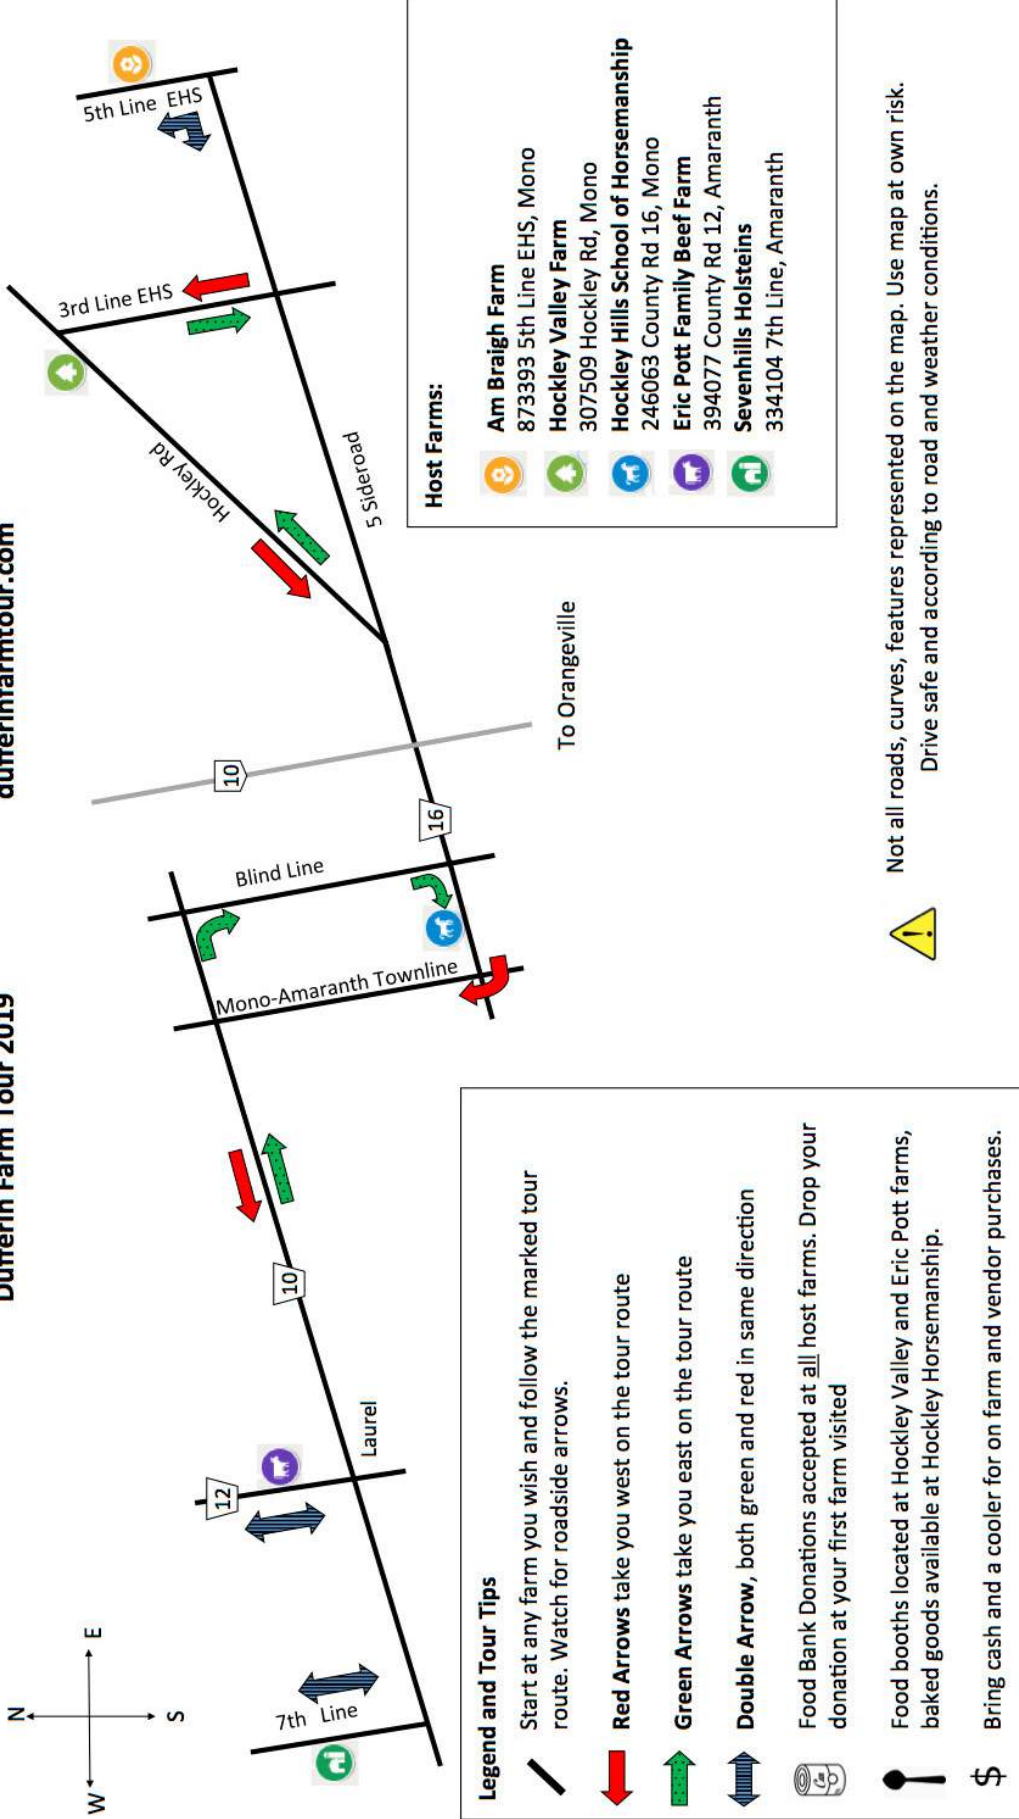 Dufferin Farm Tour 2019
dufferinfarmtour.com
N
W
E
S
7th Line
12
Laurel
10
Mono-Amaranth Townline
Blind Line
16
10
To Orangeville
Hockley Rd
5 Sideroad
3rd Line EHS
5th Line EHS
Legend and Tour Tips
Start at any farm you wish and follow the marked tour
route. Watch for roadside arrows.
Red Arrows take you west on the tour route
Green Arrows take you east on the tour route
Double Arrow, both green and red in same direction
Food Bank Donations accepted at all host farms. Drop your
donation at your first farm visited
Food booths located at Hockley Valley and Eric Pott farms,
baked goods available at Hockley Horsemanship.
$ Bring cash and a cooler for on farm and vendor purchases.
Host Farms:
Am Braigh Farm
873393 5th Line EHS, Mono
Hockley Valley Farm
307509 Hockley Rd, Mono
Hockley Hills School of Horsemanship
246063 County Rd 16, Mono
Eric Pott Family Beef Farm
394077 County Rd 12, Amaranth
Sevenhills Holsteins
334104 7th Line, Amaranth
Not all roads, curves, features represented on the map. Use map at own risk.
Drive safe and according to road and weather conditions.